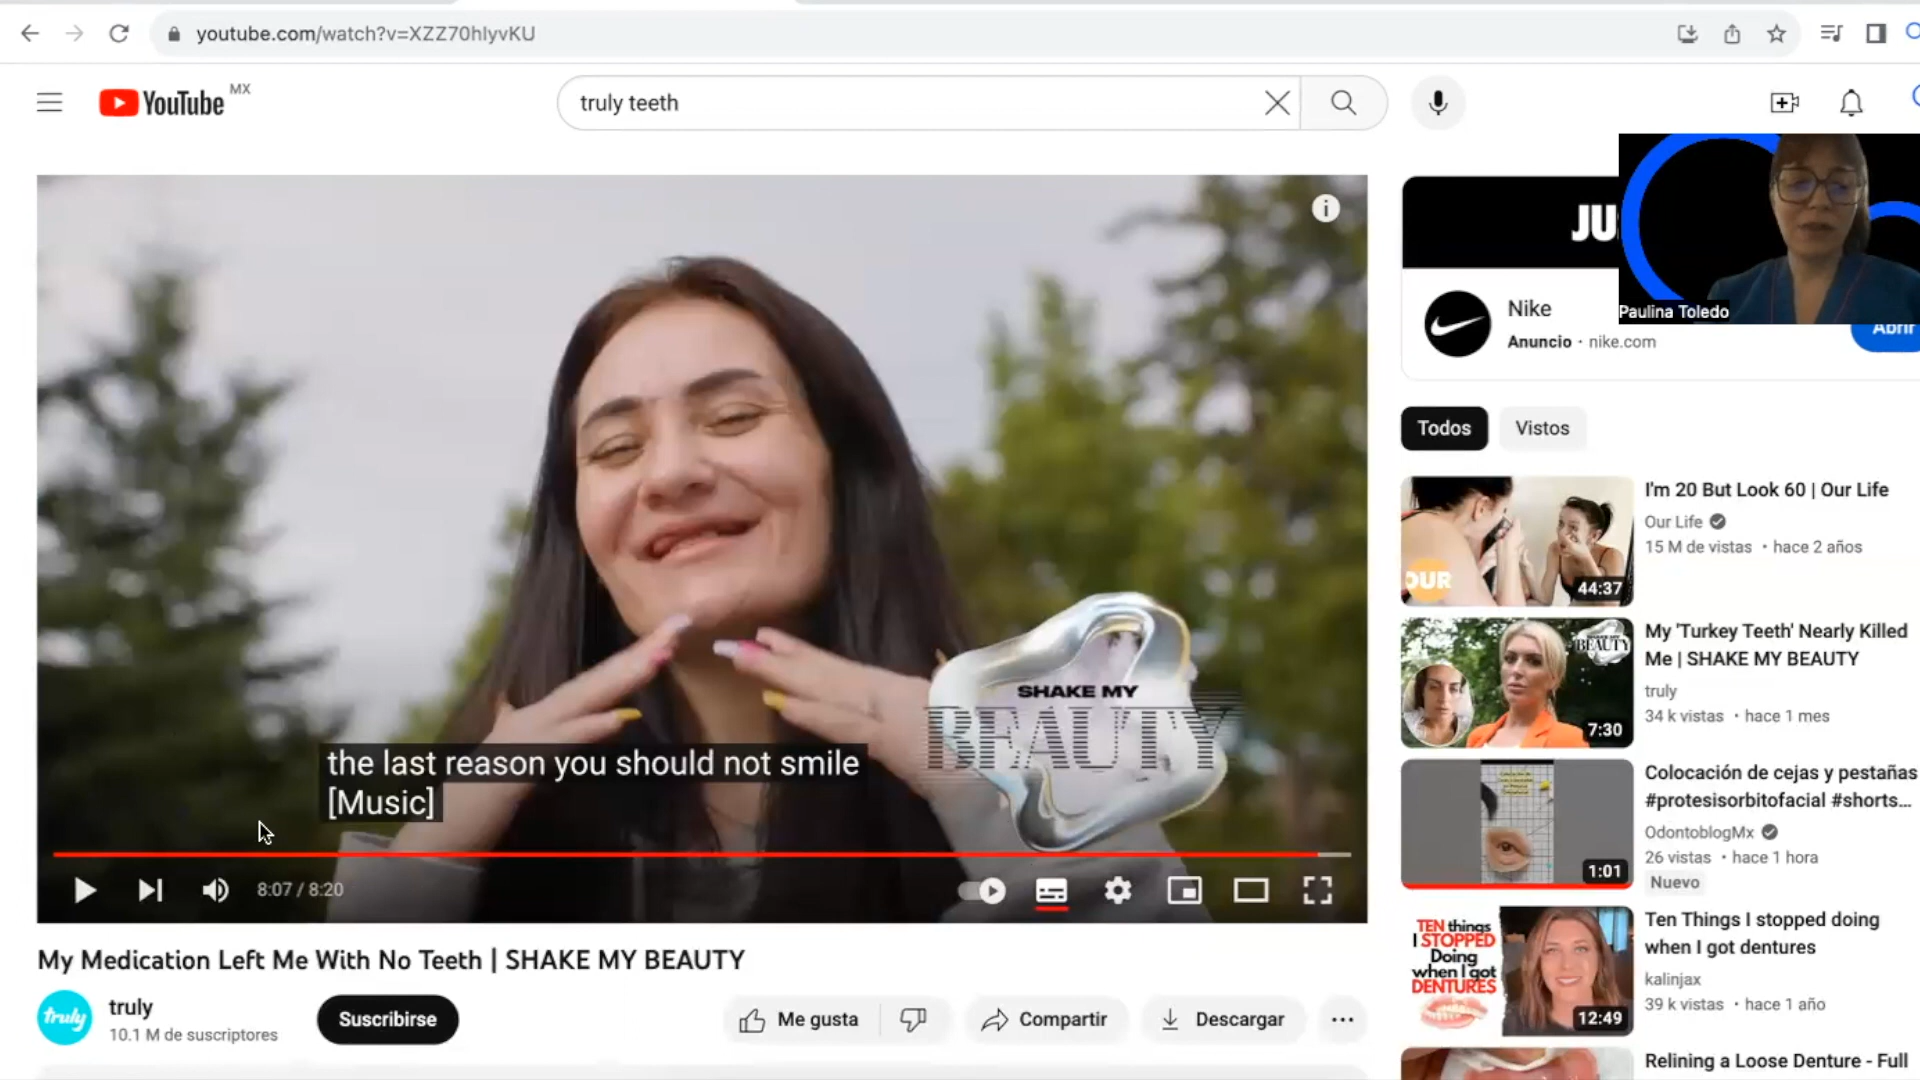 youtube.com/watch?v=XZZ70hIyvKU
YouTube MX
truly teeth
JU
Paulina Toledo
Nike
Anuncio · nike.com
Abrir
Todos
Vistos
the last reason you should not smile
[Music]
SHAKE MY
BEAUTY
8:07 / 8:20
My Medication Left Me With No Teeth | SHAKE MY BEAUTY
truly
truly
10.1 M de suscriptores
Suscribirse
Me gusta
Compartir
Descargar
OUR
44:37
I'm 20 But Look 60 | Our Life
Our Life
15 M de vistas · hace 2 años
BEAUTY
7:30
My 'Turkey Teeth' Nearly Killed
Me | SHAKE MY BEAUTY
truly
34 k vistas · hace 1 mes
1:01
Colocación de cejas y pestañas
#protesisorbitofacial #shorts...
OdontoblogMx
26 vistas · hace 1 hora
Nuevo
TEN things
I STOPPED
Doing
when I got
DENTURES
12:49
Ten Things I stopped doing
when I got dentures
kalinjax
39 k vistas · hace 1 año
Relining a Loose Denture - Full